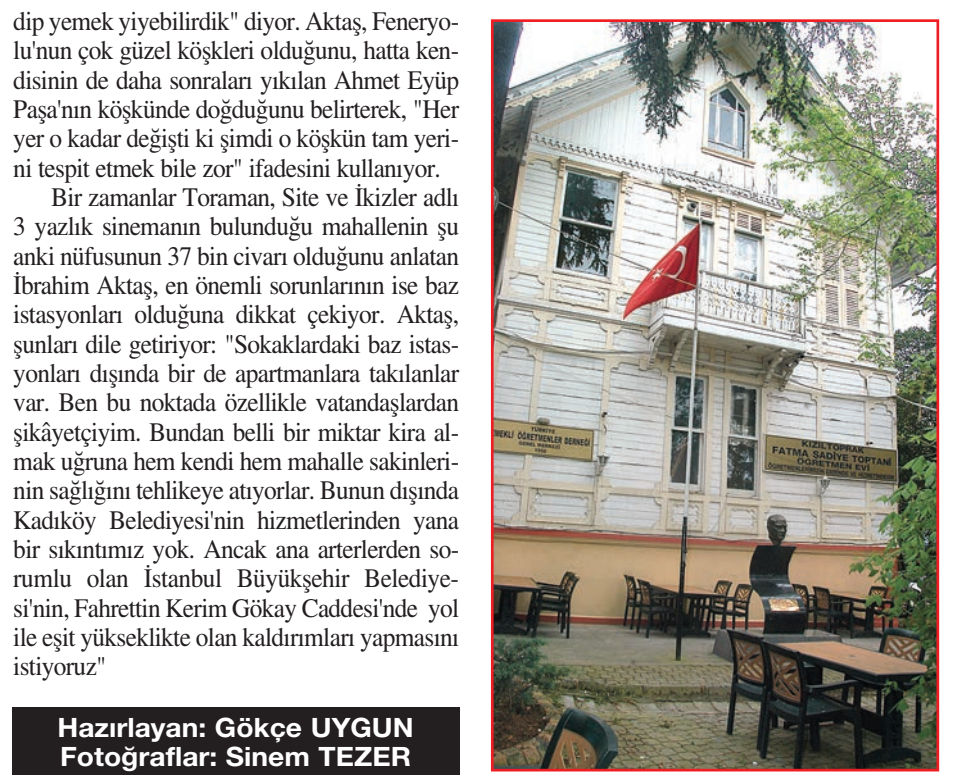 dip yemek yiyebilirdik" diyor. Aktaş, Feneryo-
lu'nun çok güzel köşkleri olduğunu, hatta ken-
disinin de daha sonraları yıkılan Ahmet Eyüp
Paşa'nın köşkünde doğduğunu belirterek, "Her
yer o kadar değişti ki şimdi o köşkün tam yeri-
ni tespit etmek bile zor" ifadesini kullanıyor.
Bir zamanlar Toraman, Site ve İkizler adlı
3 yazlık sinemanın bulunduğu mahallenin şu
anki nüfusunun 37 bin civarı olduğunu anlatan
İbrahim Aktaş, en önemli sorunlarının ise baz
istasyonları olduğuna dikkat çekiyor. Aktaş,
şunları dile getiriyor: "Sokaklardaki baz istas-
yonları dışında bir de apartmanlara takılanlar
var. Ben bu noktada özellikle vatandaşlardan
şikâyetçiyim. Bundan belli bir miktar kira al-
mak uğruna hem kendi hem mahalle sakinleri-
nin sağlığını tehlikeye atıyorlar. Bunun dışında
Kadıköy Belediyesi'nin hizmetlerinden yana
bir sıkıntımız yok. Ancak ana arterlerden so-
rumlu olan İstanbul Büyükşehir Belediye-
si'nin, Fahrettin Kerim Gökay Caddesi'nde yol
ile eşit yükseklikte olan kaldırımları yapmasını
istiyoruz"
Hazırlayan: Gökçe UYGUN
Fotoğraflar: Sinem TEZER
TÜRKİYE
MEKLİ ÖĞRETMENLER DERNEĞİ
GENEL MERKEZİ
KIZILTOPRAK
FATMA SADİYE TOPTANİ
ÖĞRETMEN EVİ